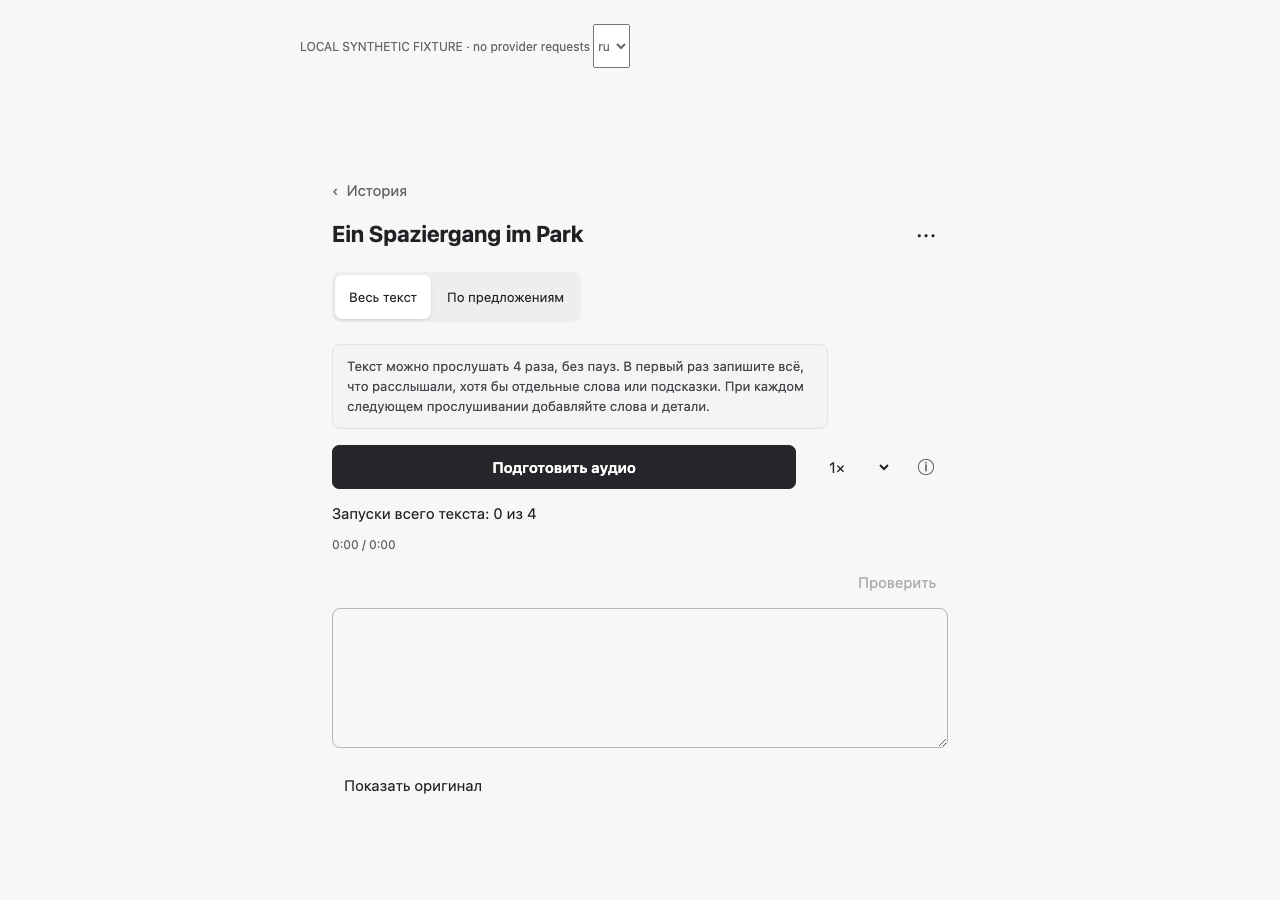 LOCAL SYNTHETIC FIXTURE · no provider requests ru
‹ История
Ein Spaziergang im Park
...
Весь текст По предложениям
Текст можно прослушать 4 раза, без пауз. В первый раз запишите всё,
что расслышали, хотя бы отдельные слова или подсказки. При каждом
следующем прослушивании добавляйте слова и детали.
Подготовить аудио 1× ⓘ
Запуски всего текста: 0 из 4
0:00 / 0:00
Проверить
Показать оригинал